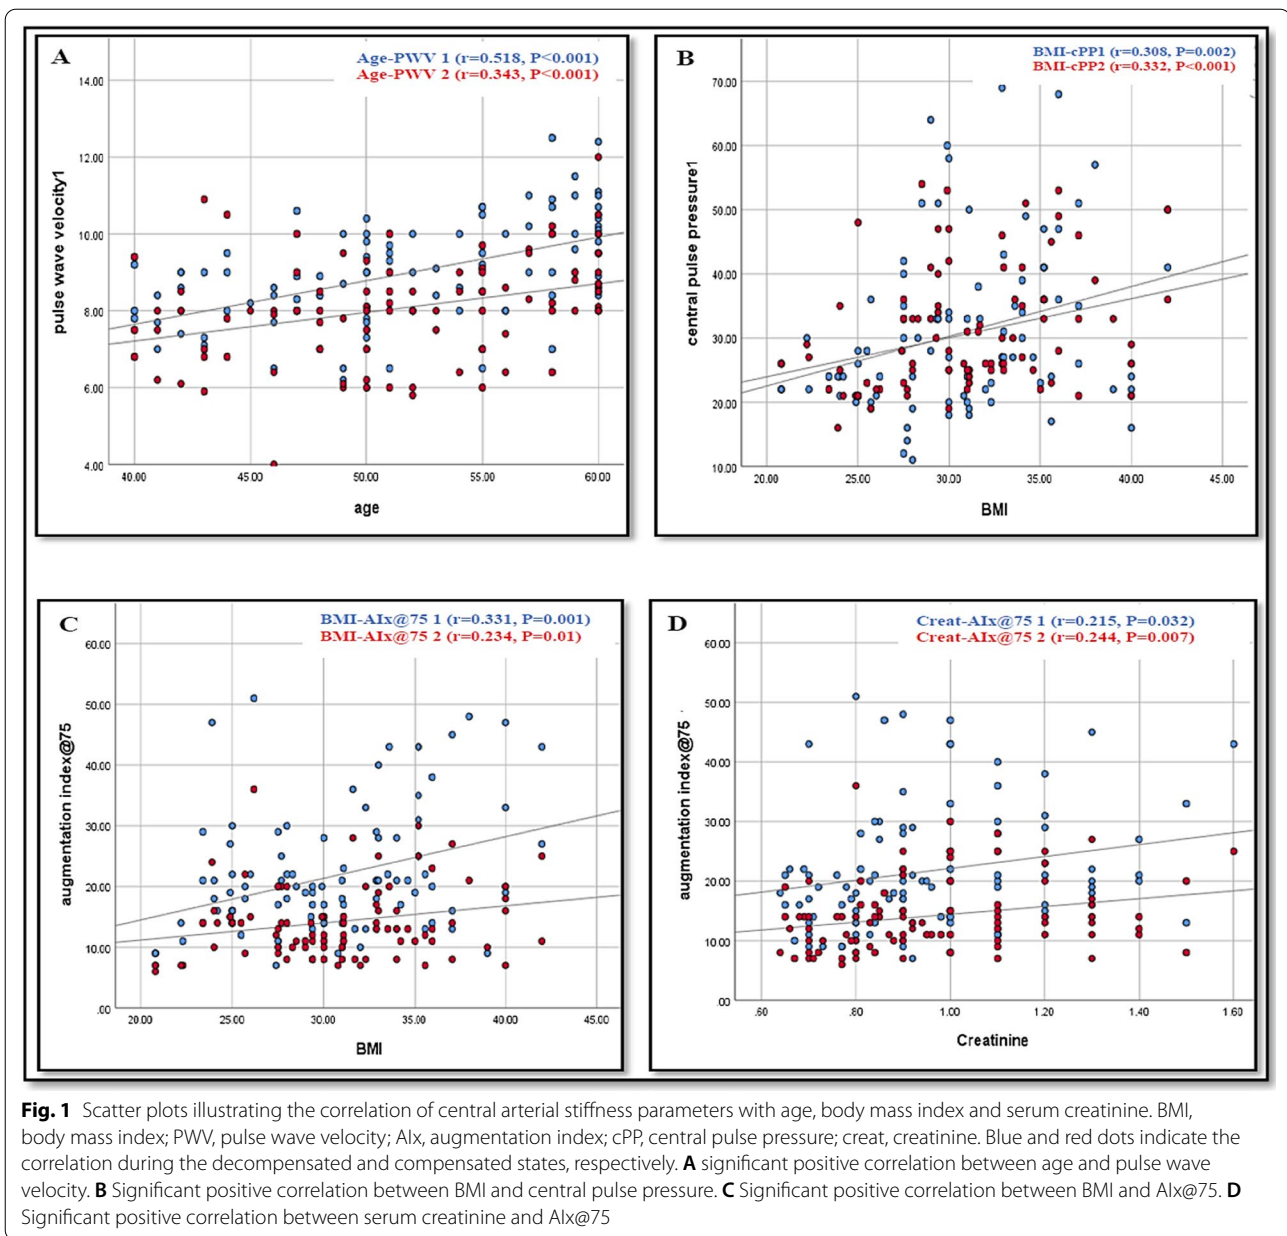 A
Age-PWV 1 (r=0.518, P<0.001)
Age-PWV 2 (r=0.343, P<0.001)
pulse wave velocity1
14.00
12.00
10.00
8.00
6.00
4.00
40.00 45.00 50.00 55.00 60.00
age
B
BMI-cPP1 (r=0.308, P=0.002)
BMI-cPP2 (r=0.332, P<0.001)
central pulse pressure1
70.00
60.00
50.00
40.00
30.00
20.00
10.00
20.00 25.00 30.00 35.00 40.00 45.00
BMI
C
BMI-AIx@75 1 (r=0.331, P=0.001)
BMI-AIx@75 2 (r=0.234, P=0.01)
augmentation index@75
60.00
50.00
40.00
30.00
20.00
10.00
.00
20.00 25.00 30.00 35.00 40.00 45.00
BMI
D
Creat-AIx@75 1 (r=0.215, P=0.032)
Creat-AIx@75 2 (r=0.244, P=0.007)
augmentation index@75
60.00
50.00
40.00
30.00
20.00
10.00
.00
.60 .80 1.00 1.20 1.40 1.60
Creatinine
Fig. 1 Scatter plots illustrating the correlation of central arterial stiffness parameters with age, body mass index and serum creatinine. BMI,
body mass index; PWV, pulse wave velocity; AIx, augmentation index; cPP, central pulse pressure; creat, creatinine. Blue and red dots indicate the
correlation during the decompensated and compensated states, respectively. A significant positive correlation between age and pulse wave
velocity. B Significant positive correlation between BMI and central pulse pressure. C Significant positive correlation between BMI and AIx@75. D
Significant positive correlation between serum creatinine and AIx@75